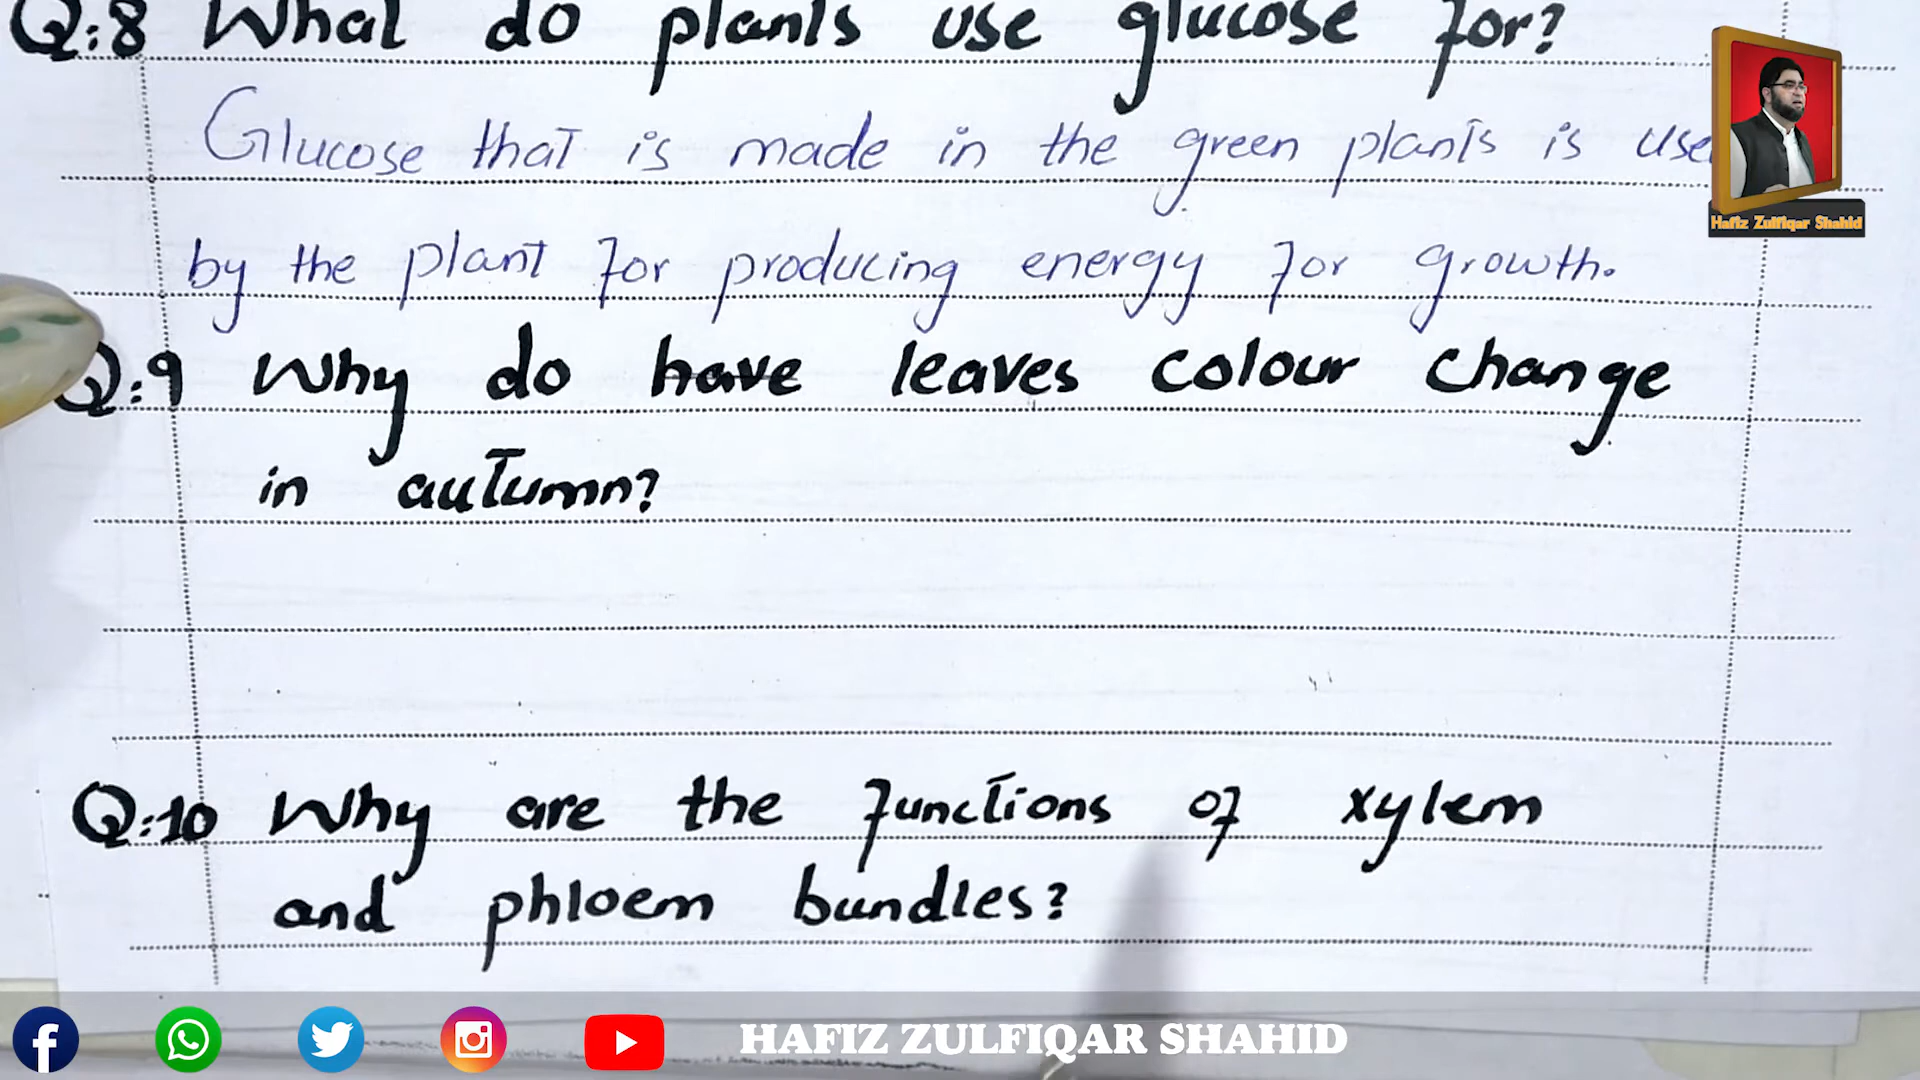 Q:8 What do plants use glucose for?
Glucose that is made in the green plants is use
by the plant for producing energy for growth.
Q:9 Why do have leaves colour change
in autumn?
Q:10 Why are the functions of xylem
and phloem bundles?
Hafiz Zulfiqar Shahid
HAFIZ ZULFIQAR SHAHID